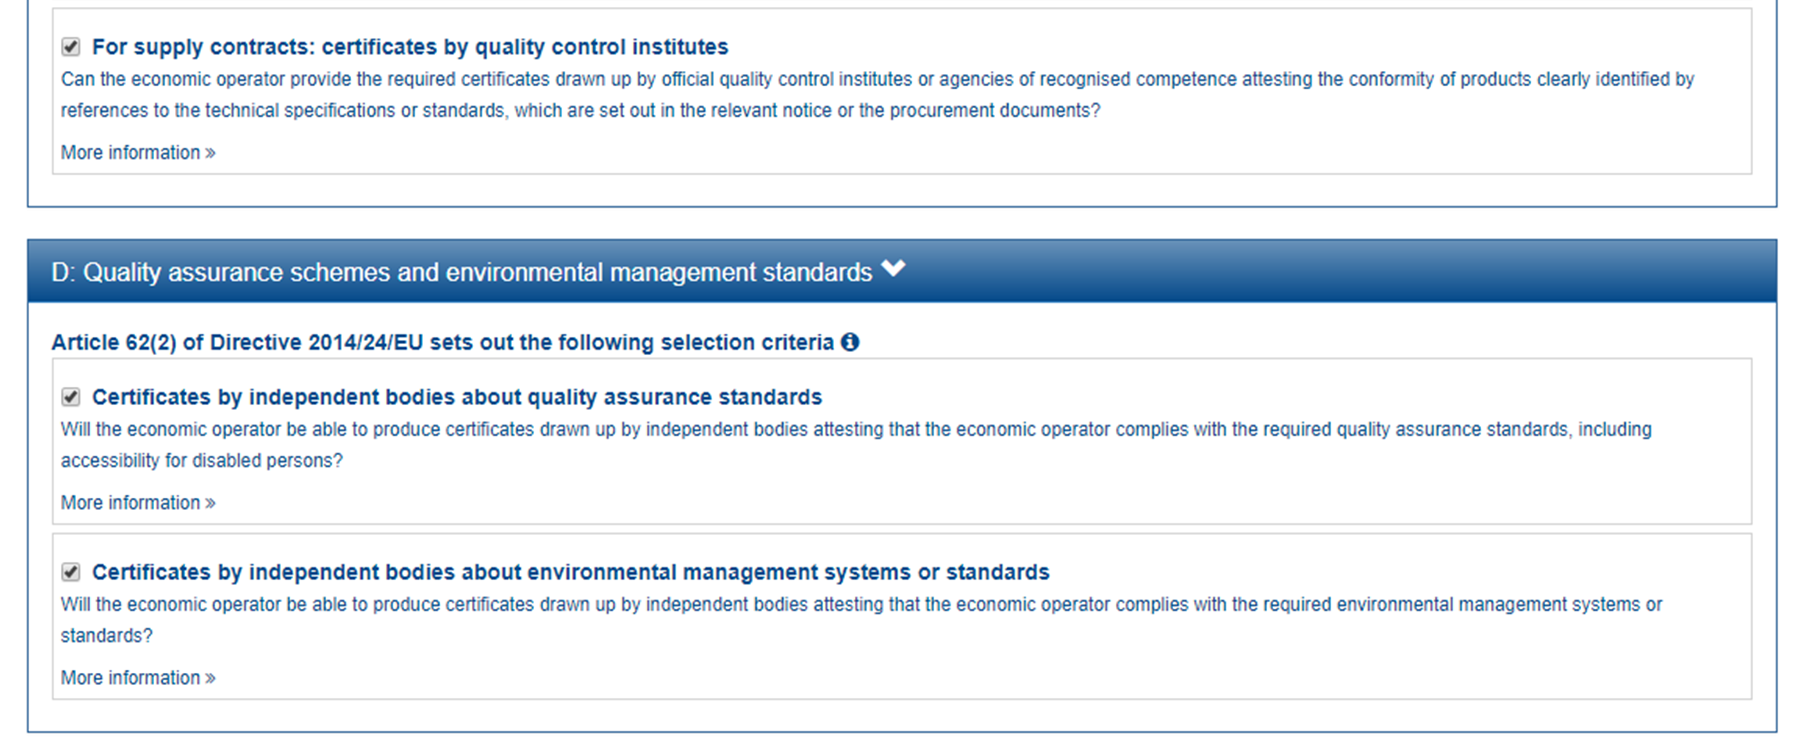 For supply contracts: certificates by quality control institutes
Can the economic operator provide the required certificates drawn up by official quality control institutes or agencies of recognised competence attesting the conformity of products clearly identified by
references to the technical specifications or standards, which are set out in the relevant notice or the procurement documents?
More information »
D: Quality assurance schemes and environmental management standards
Article 62(2) of Directive 2014/24/EU sets out the following selection criteria
Certificates by independent bodies about quality assurance standards
Will the economic operator be able to produce certificates drawn up by independent bodies attesting that the economic operator complies with the required quality assurance standards, including
accessibility for disabled persons?
More information »
Certificates by independent bodies about environmental management systems or standards
Will the economic operator be able to produce certificates drawn up by independent bodies attesting that the economic operator complies with the required environmental management systems or
standards?
More information »